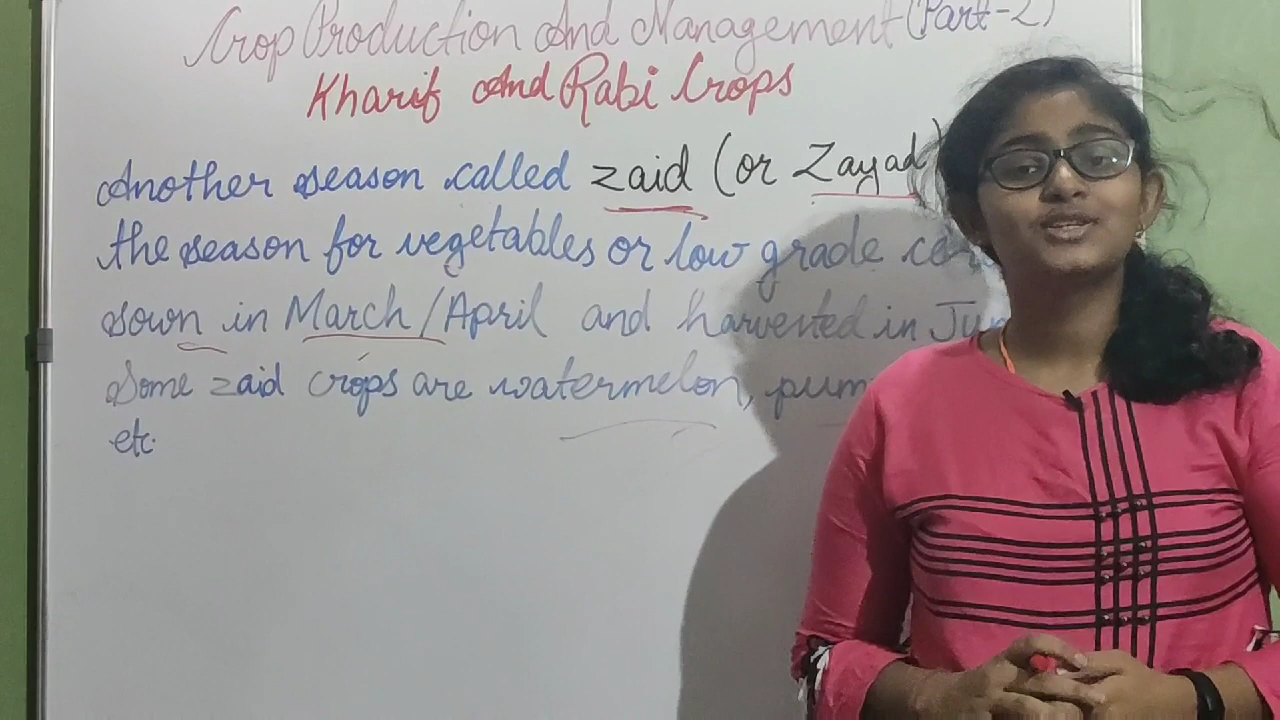 Crop Production And Management (Part-2)
Kharif And Rabi Crops
Another season called zaid (or Zayad)
the season for vegetables or low grade
sown in March/April and harvested in
Some zaid crops are watermelon,
etc.